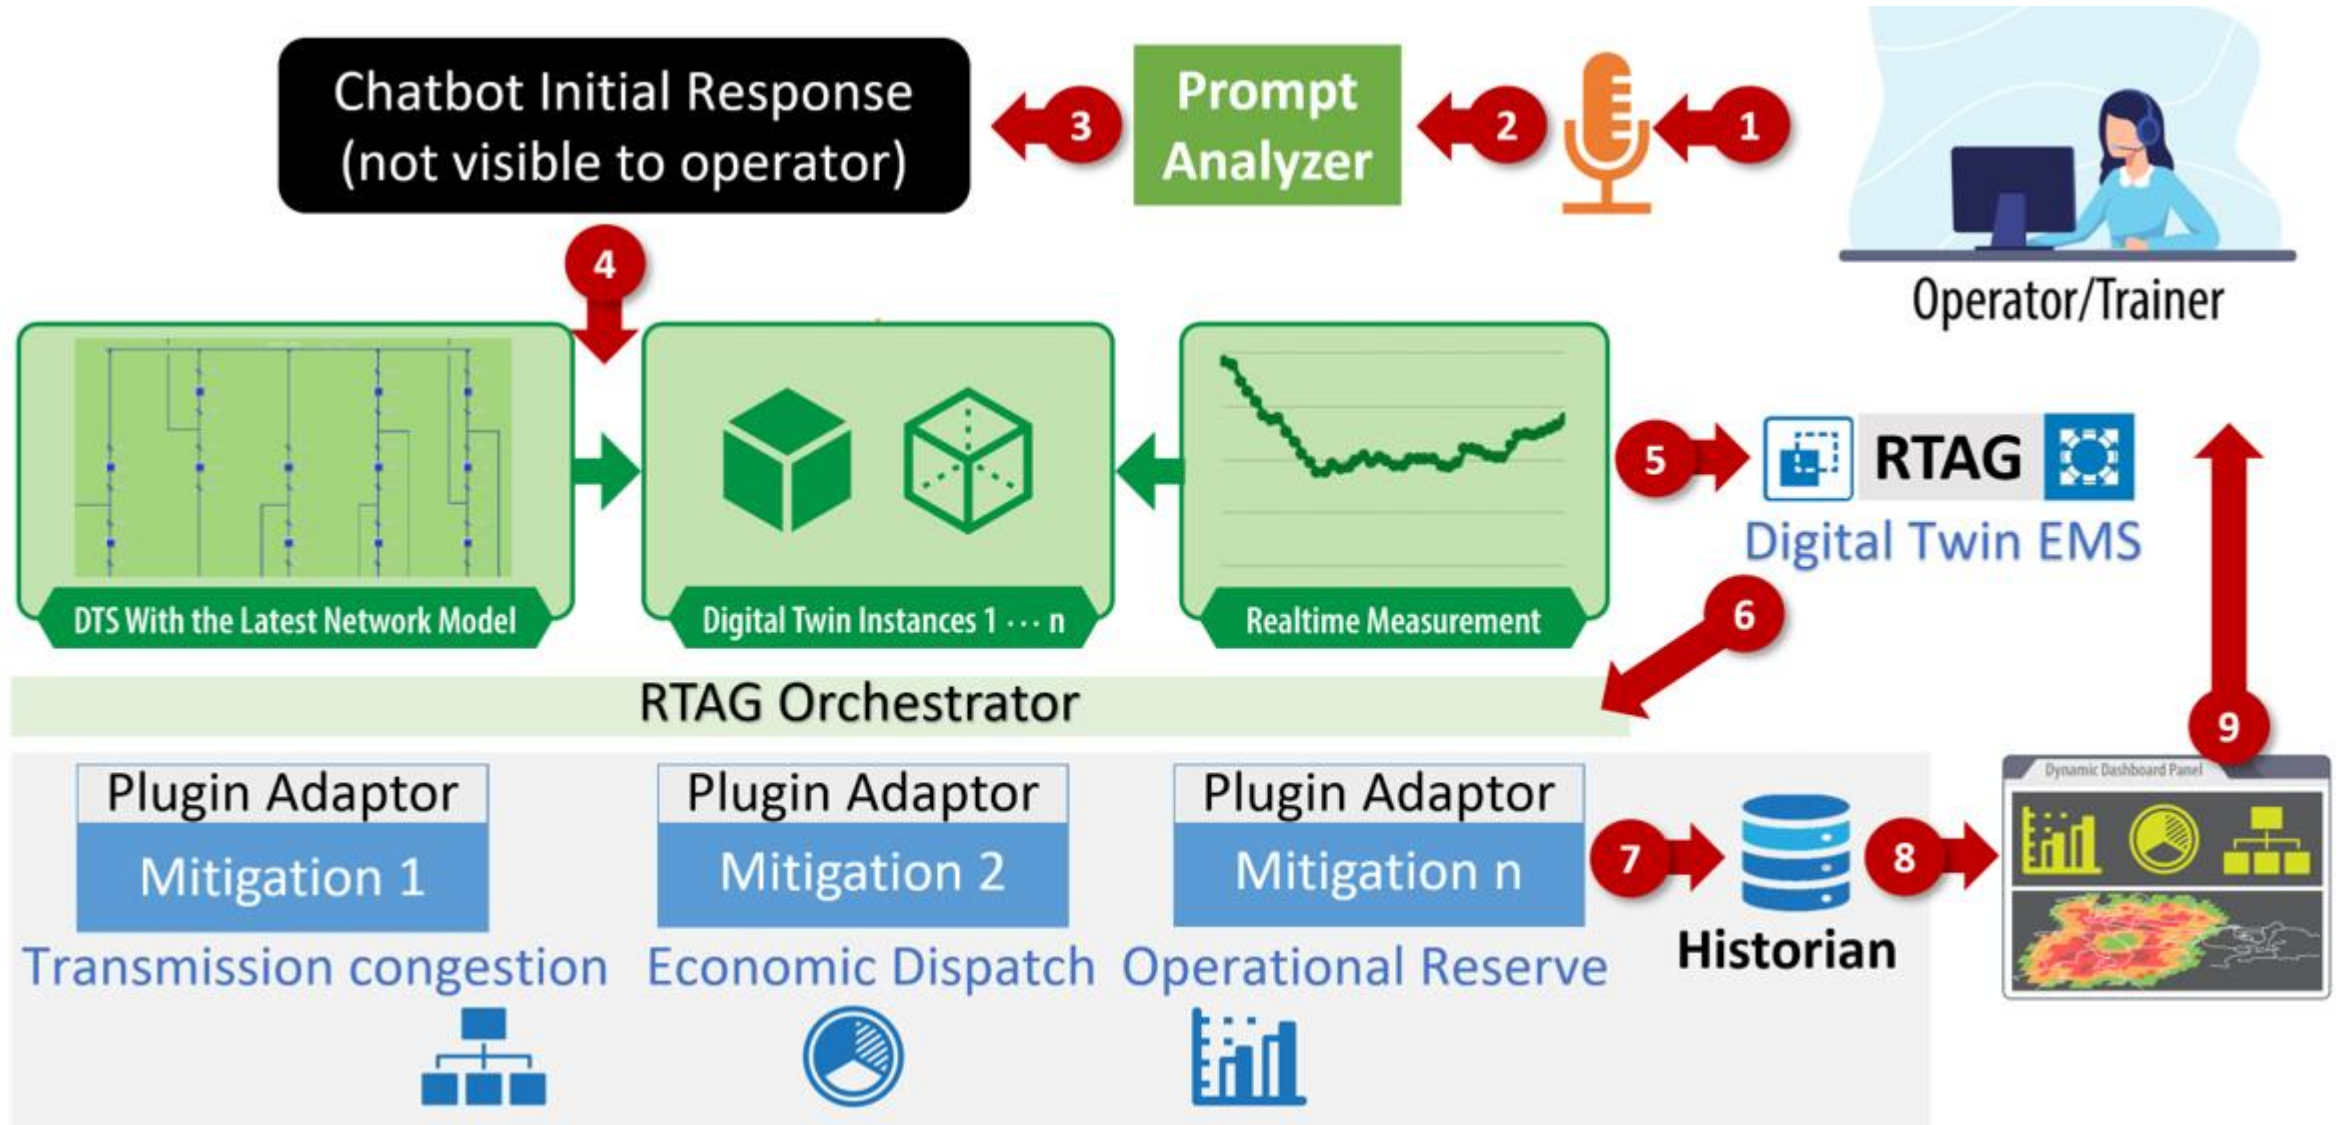 Chatbot Initial Response
(not visible to operator)
3
Prompt
Analyzer
2
1
Operator/Trainer
4
DTS With the Latest Network Model
Digital Twin Instances 1 ··· n
Realtime Measurement
5
RTAG
Digital Twin EMS
6
RTAG Orchestrator
Plugin Adaptor
Mitigation 1
Transmission congestion
Plugin Adaptor
Mitigation 2
Economic Dispatch
Plugin Adaptor
Mitigation n
Operational Reserve
7
Historian
8
9
Dynamic Dashboard Panel